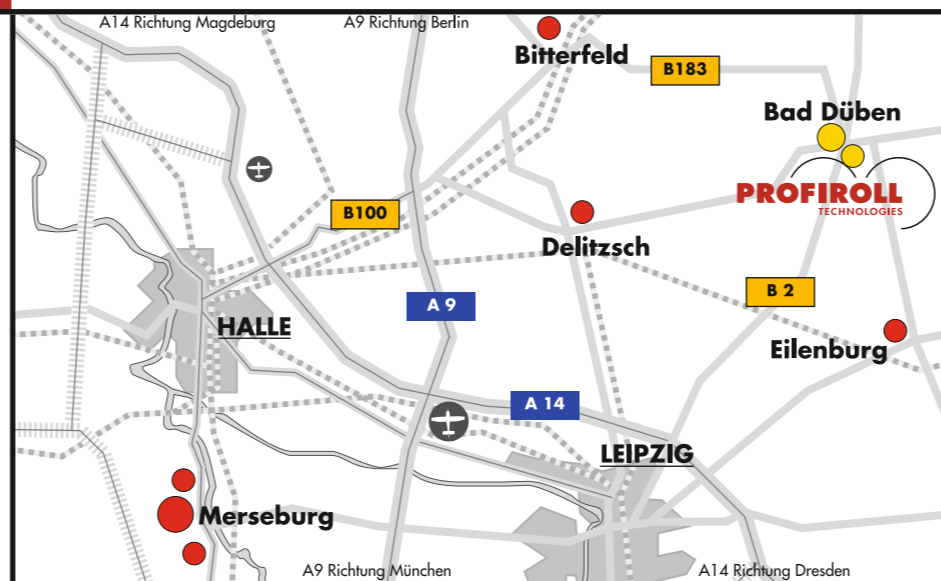 A14 Richtung Magdeburg
A9 Richtung Berlin
Bitterfeld
B183
Bad Düben
PROFIROLL
TECHNOLOGIES
B100
Delitzsch
B 2
A 9
HALLE
Eilenburg
A 14
LEIPZIG
Merseburg
A9 Richtung München
A14 Richtung Dresden